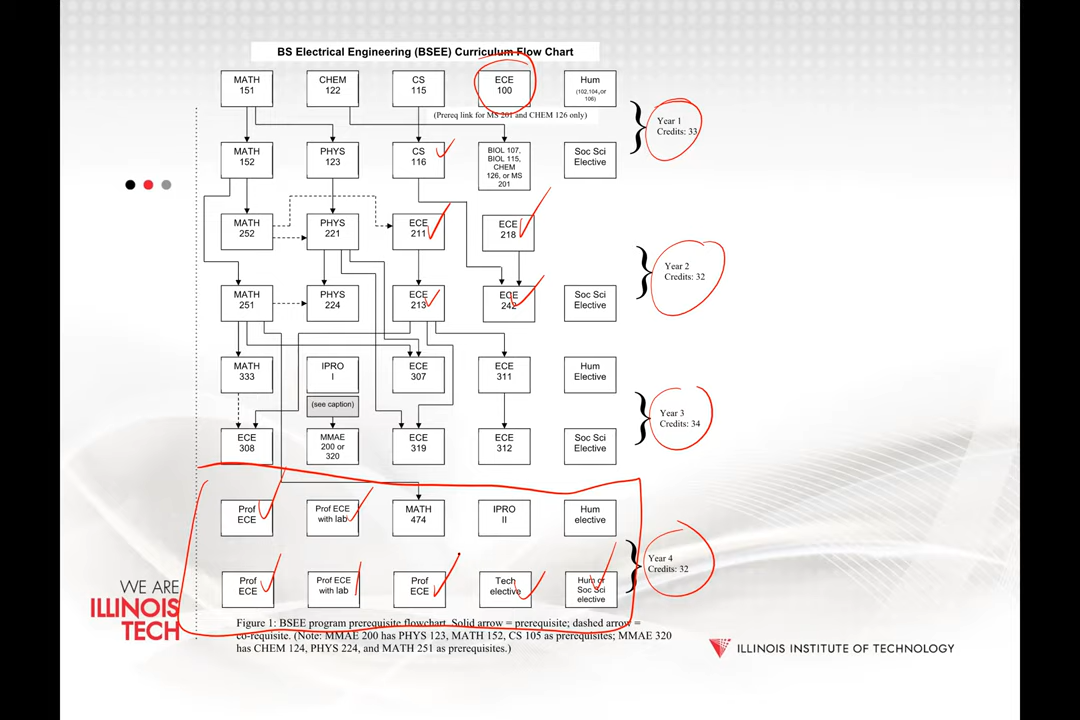 BS Electrical Engineering (BSEE) Curriculum Flow Chart
MATH
151
CHEM
122
CS
115
ECE
100
Hum
(102,104,or
106)
(Prereq link for MS 201 and CHEM 126 only)
Year 1
Credits: 33
MATH
152
PHYS
123
CS
116
BIOL 107,
BIOL 115,
CHEM
126, or MS
201
Soc Sci
Elective
MATH
252
PHYS
221
ECE
211
ECE
218
Year 2
Credits: 32
MATH
251
PHYS
224
ECE
213
ECE
242
Soc Sci
Elective
MATH
333
IPRO
I
ECE
307
ECE
311
Hum
Elective
(see caption)
Year 3
Credits: 34
ECE
308
MMAE
200 or
320
ECE
319
ECE
312
Soc Sci
Elective
Prof
ECE
Prof ECE
with lab
MATH
474
IPRO
II
Hum
elective
Year 4
Credits: 32
Prof
ECE
Prof ECE
with lab
Prof
ECE
Tech
elective
Hum or
Soc Sci
elective
WE ARE
ILLINOIS
TECH
Figure 1: BSEE program prerequisite flowchart. Solid arrow = prerequisite; dashed arrow =
co-requisite. (Note: MMAE 200 has PHYS 123, MATH 152, CS 105 as prerequisites; MMAE 320
has CHEM 124, PHYS 224, and MATH 251 as prerequisites.)
ILLINOIS INSTITUTE OF TECHNOLOGY